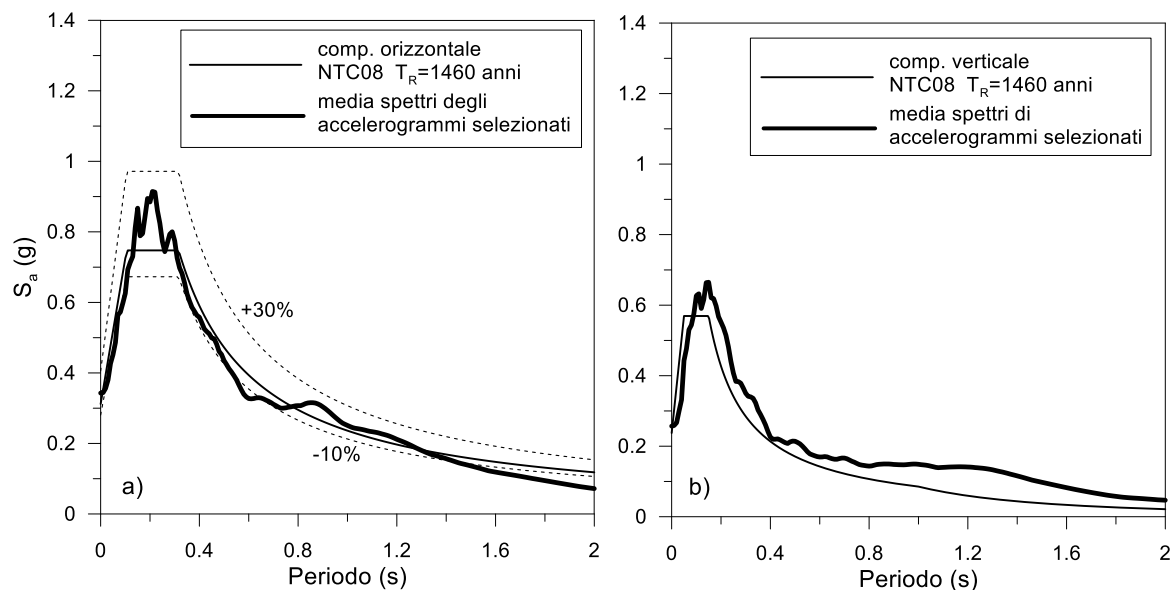 1.4
1.2
1
0.8
0.6
0.4
0.2
0
Sa (g)
comp. orizzontale
NTC08 TR=1460 anni
media spettri degli
accelerogrammi selezionati
+30%
-10%
a)
0 0.4 0.8 1.2 1.6 2
Periodo (s)
1.4
1.2
1
0.8
0.6
0.4
0.2
0
comp. verticale
NTC08 TR=1460 anni
media spettri di
accelerogrammi selezionati
b)
0 0.4 0.8 1.2 1.6 2
Periodo (s)